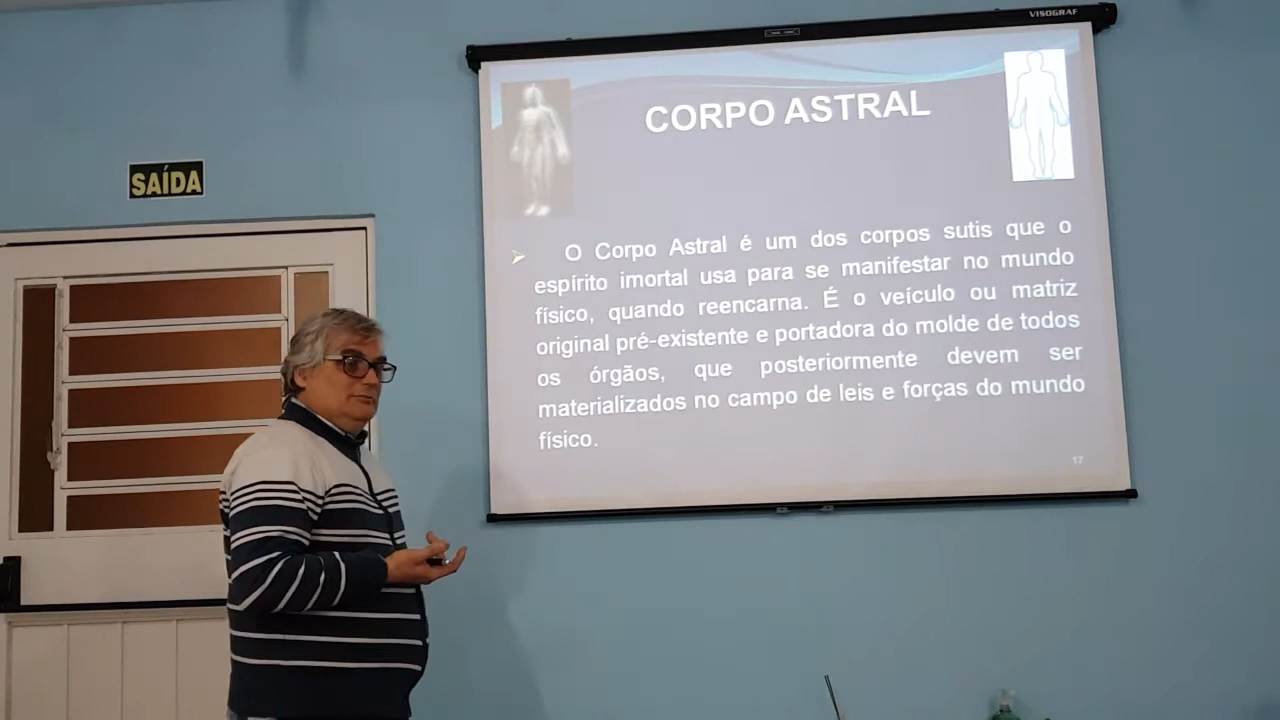 VISOGRAF
CORPO ASTRAL
SAÍDA
➢ O Corpo Astral é um dos corpos sutis que o
espírito imortal usa para se manifestar no mundo
físico, quando reencarna. É o veículo ou matriz
original pré-existente e portadora do molde de todos
os órgãos, que posteriormente devem ser
materializados no campo de leis e forças do mundo
físico.
17